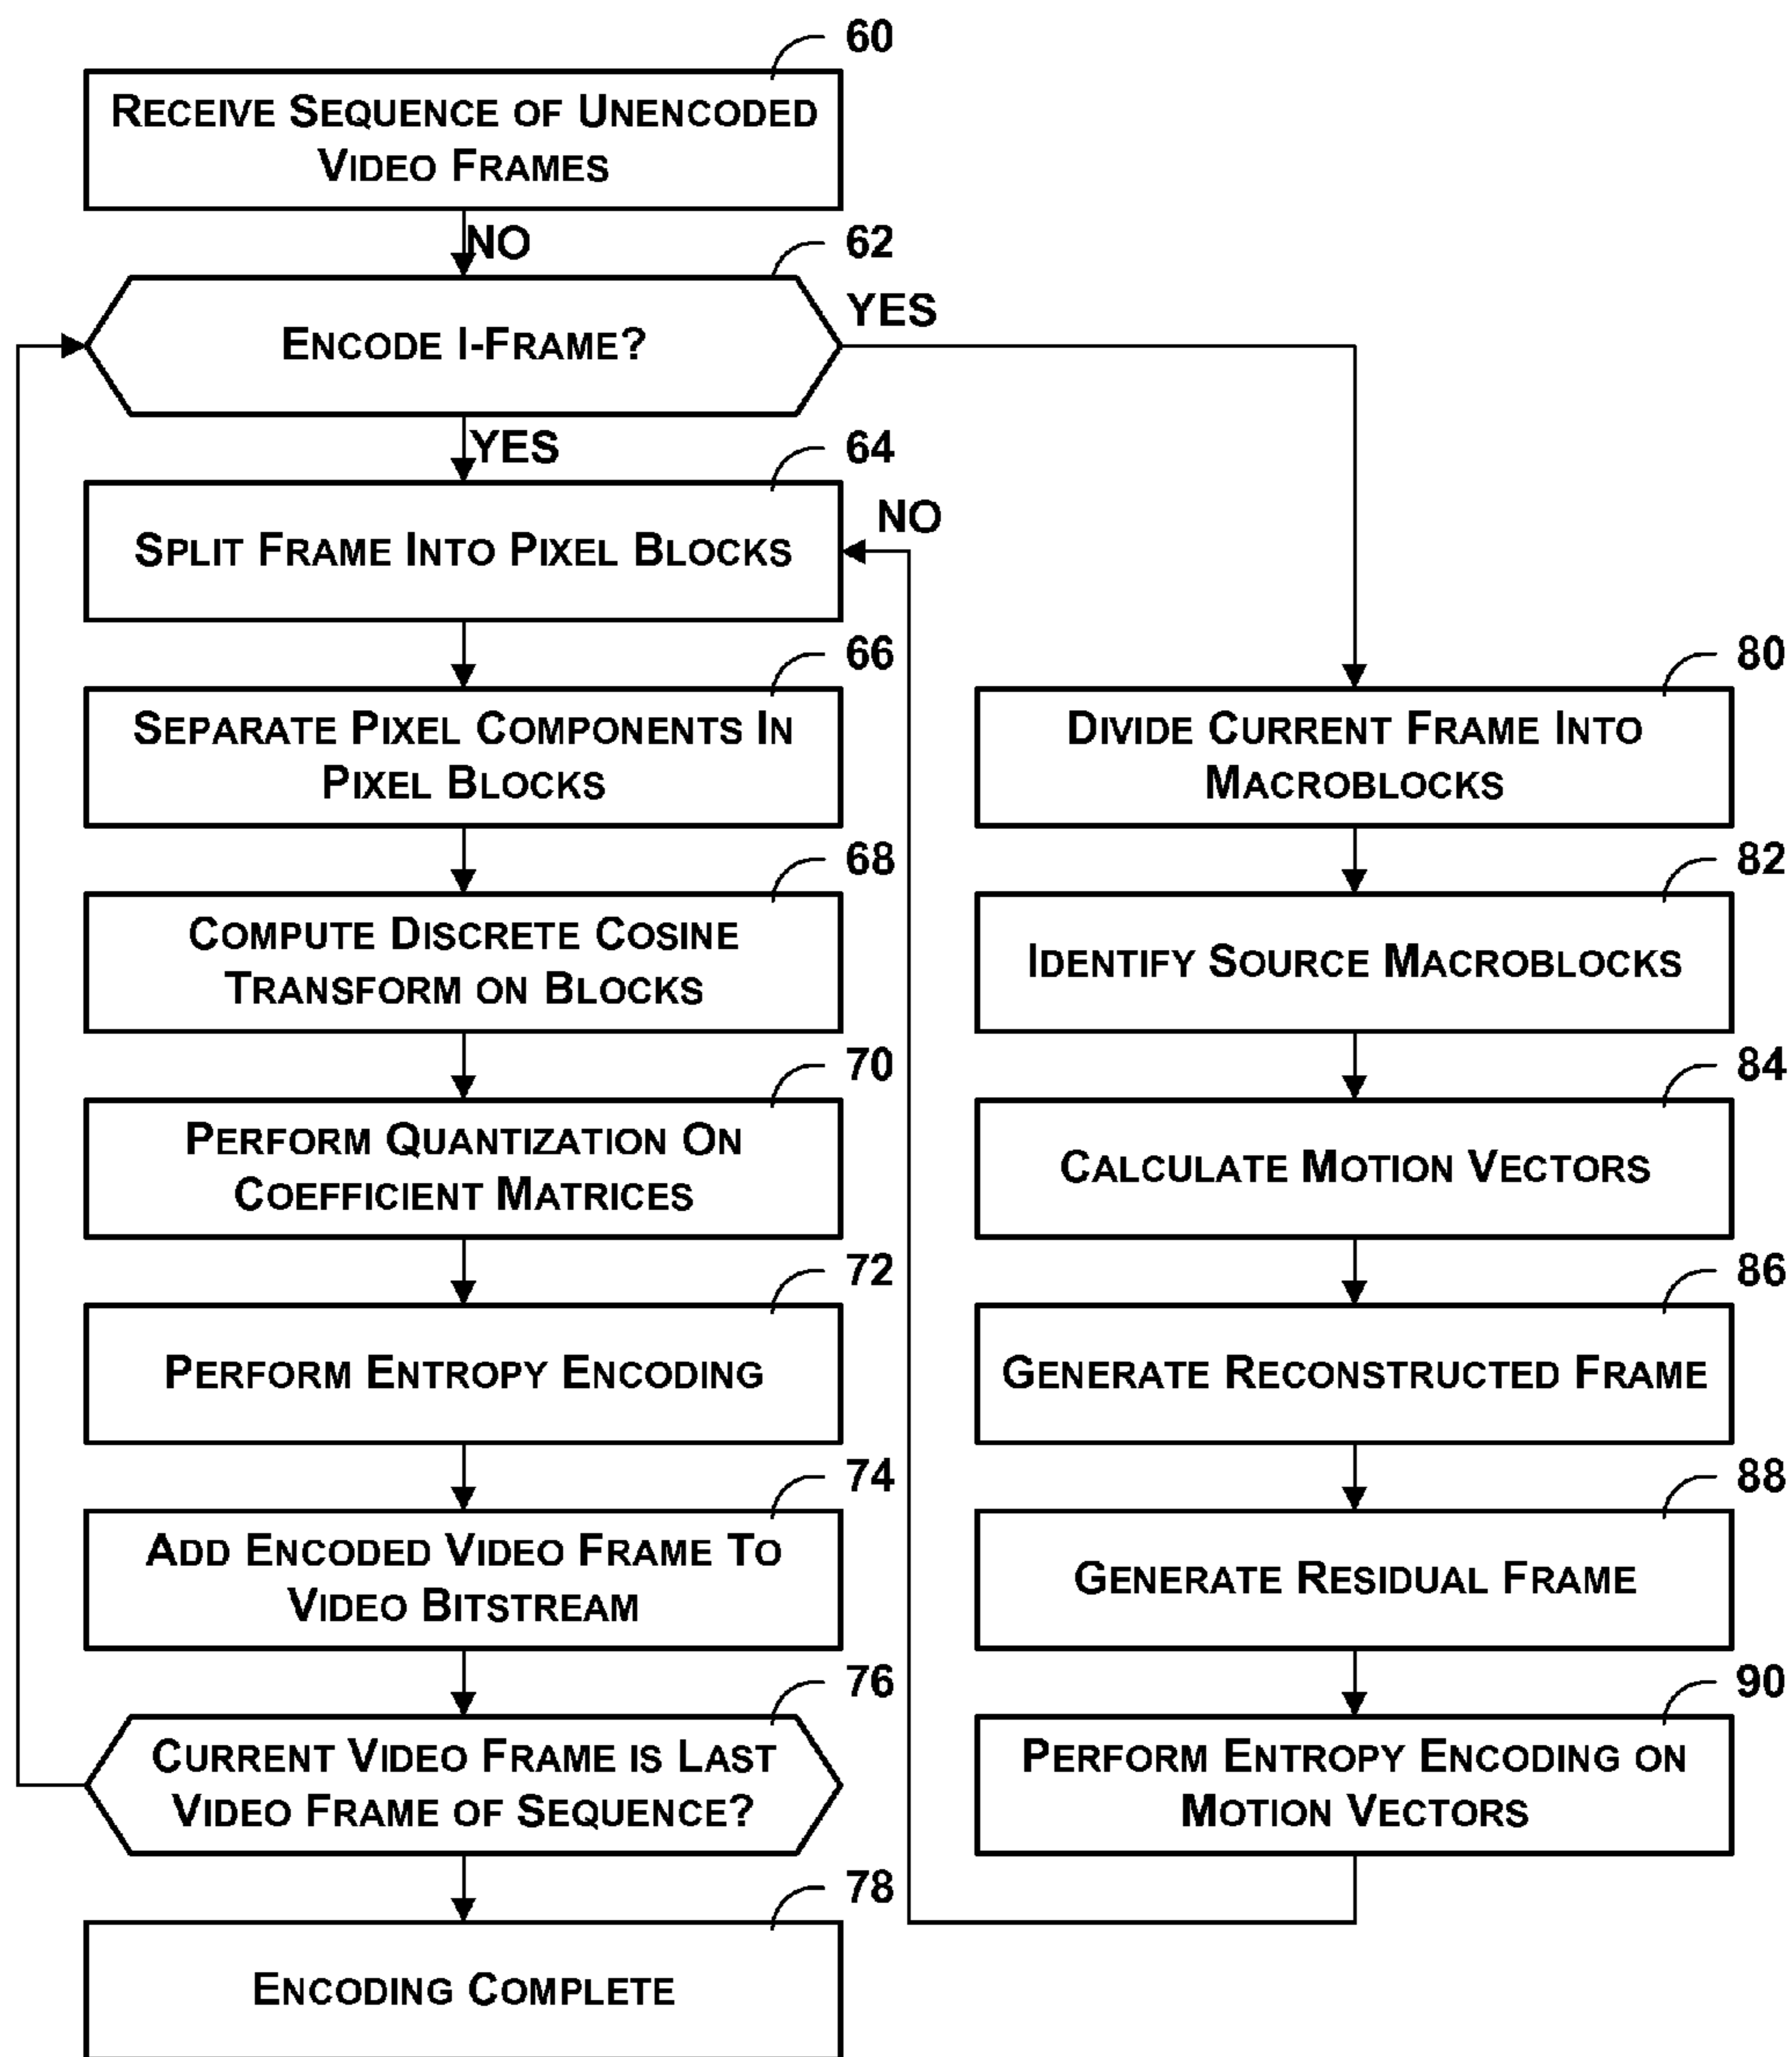 60
RECEIVE SEQUENCE OF UNENCODED
VIDEO FRAMES
NO
62
ENCODE I-FRAME?
YES
YES
64
SPLIT FRAME INTO PIXEL BLOCKS
NO
66
SEPARATE PIXEL COMPONENTS IN
PIXEL BLOCKS
68
COMPUTE DISCRETE COSINE
TRANSFORM ON BLOCKS
70
PERFORM QUANTIZATION ON
COEFFICIENT MATRICES
72
PERFORM ENTROPY ENCODING
74
ADD ENCODED VIDEO FRAME TO
VIDEO BITSTREAM
76
CURRENT VIDEO FRAME IS LAST
VIDEO FRAME OF SEQUENCE?
78
ENCODING COMPLETE
80
DIVIDE CURRENT FRAME INTO
MACROBLOCKS
82
IDENTIFY SOURCE MACROBLOCKS
84
CALCULATE MOTION VECTORS
86
GENERATE RECONSTRUCTED FRAME
88
GENERATE RESIDUAL FRAME
90
PERFORM ENTROPY ENCODING ON
MOTION VECTORS